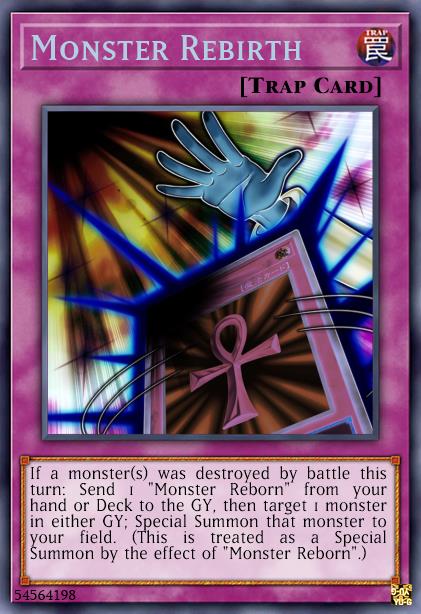 Monster Rebirth
TRAP
罠
[Trap Card]
If a monster(s) was destroyed by battle this
turn: Send 1 "Monster Reborn" from your
hand or Deck to the GY, then target 1 monster
in either GY; Special Summon that monster to
your field. (This is treated as a Special
Summon by the effect of "Monster Reborn".)
54564198